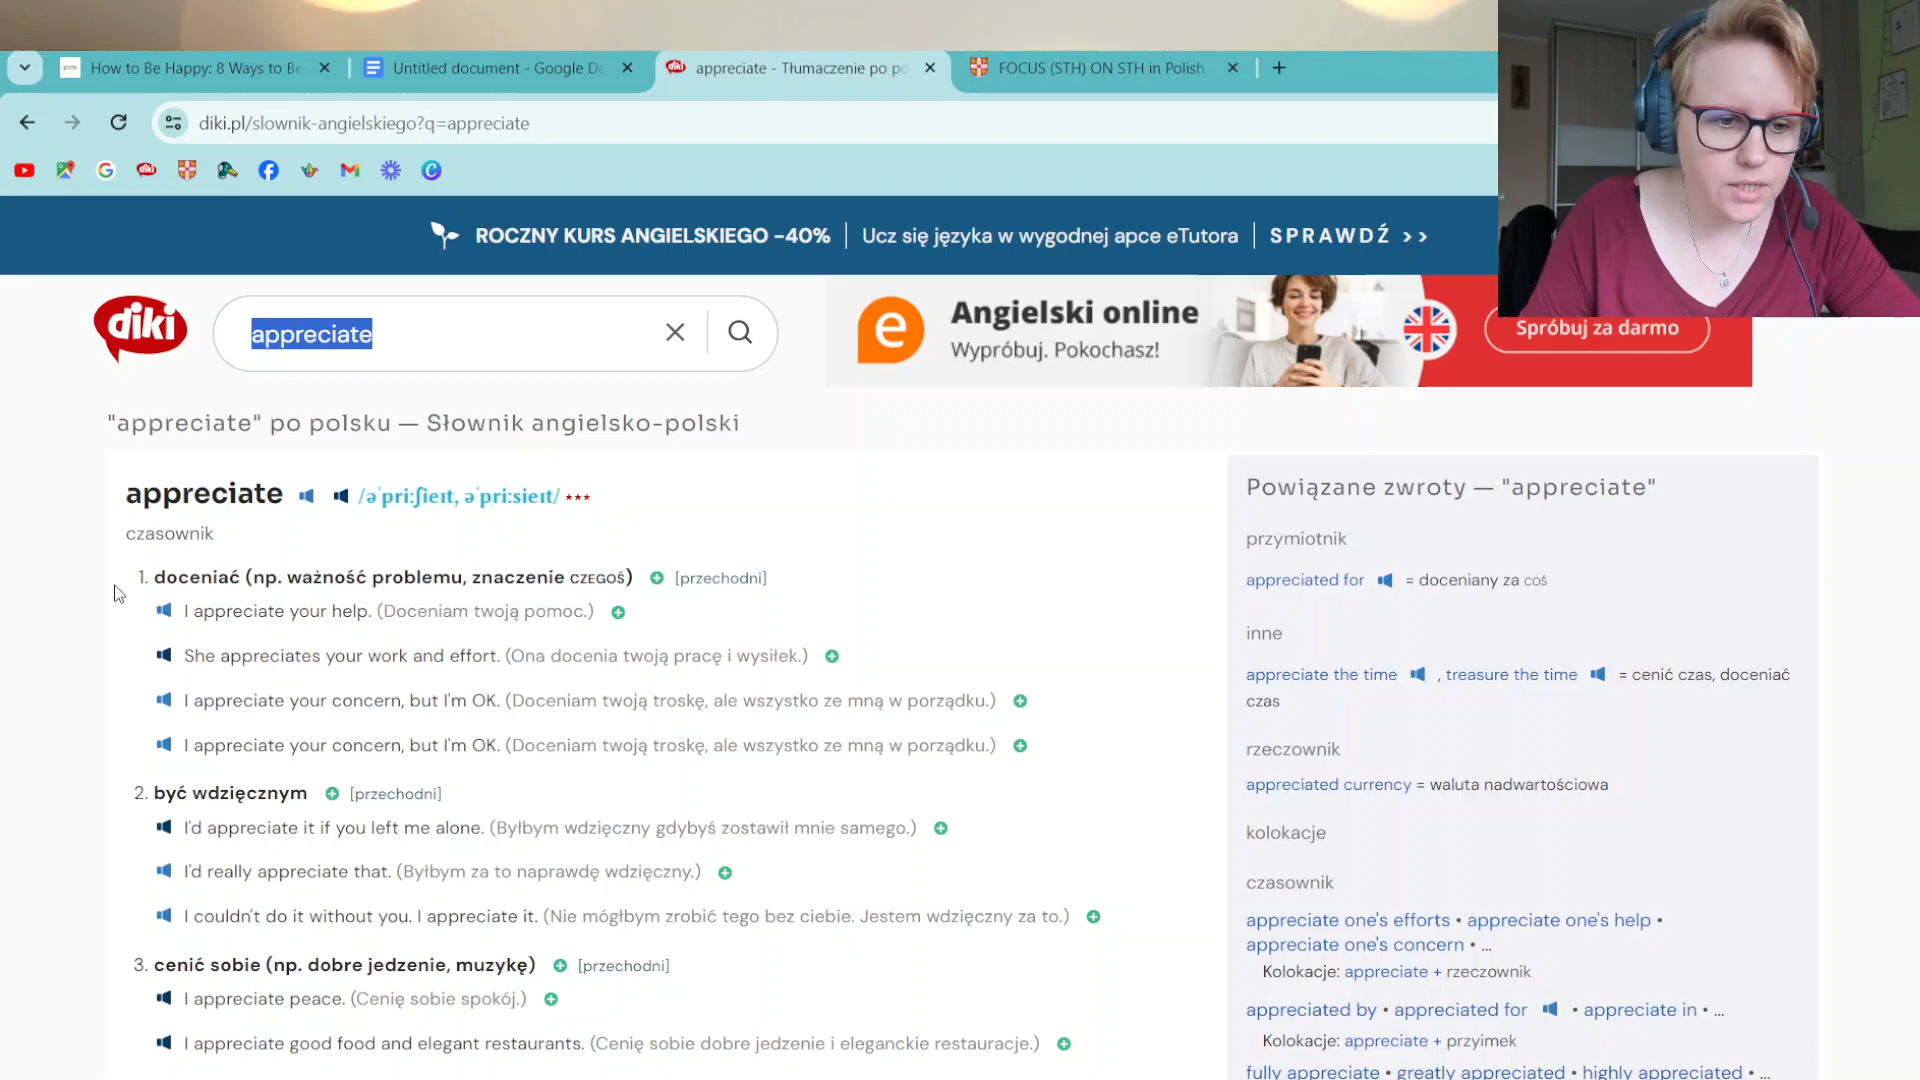 How to Be Happy: 8 Ways to Be
Untitled document - Google Do
appreciate - Tłumaczenie po po
FOCUS (STH) ON STH in Polish
diki.pl/slownik-angielskiego?q=appreciate
ROCZNY KURS ANGIELSKIEGO -40% | Ucz się języka w wygodnej apce eTutora | SPRAWDŹ >>
diki
appreciate
e
Angielski online
Wypróbuj. Pokochasz!
Spróbuj za darmo
"appreciate" po polsku — Słownik angielsko-polski
appreciate /əˈpriːʃieɪt, əˈpriːsieɪt/ ***
czasownik
1. doceniać (np. ważność problemu, znaczenie CZEGOŚ) [przechodni]
I appreciate your help. (Doceniam twoją pomoc.)
She appreciates your work and effort. (Ona docenia twoją pracę i wysiłek.)
I appreciate your concern, but I'm OK. (Doceniam twoją troskę, ale wszystko ze mną w porządku.)
I appreciate your concern, but I'm OK. (Doceniam twoją troskę, ale wszystko ze mną w porządku.)
2. być wdzięcznym [przechodni]
I'd appreciate it if you left me alone. (Byłbym wdzięczny gdybyś zostawił mnie samego.)
I'd really appreciate that. (Byłbym za to naprawdę wdzięczny.)
I couldn't do it without you. I appreciate it. (Nie mógłbym zrobić tego bez ciebie. Jestem wdzięczny za to.)
3. cenić sobie (np. dobre jedzenie, muzykę) [przechodni]
I appreciate peace. (Cenię sobie spokój.)
I appreciate good food and elegant restaurants. (Cenię sobie dobre jedzenie i eleganckie restauracje.)
Powiązane zwroty — "appreciate"
przymiotnik
appreciated for = doceniany za coś
inne
appreciate the time , treasure the time = cenić czas, doceniać
czas
rzeczownik
appreciated currency = waluta nadwartościowa
kolokacje
czasownik
appreciate one's efforts • appreciate one's help •
appreciate one's concern • ...
Kolokacje: appreciate + rzeczownik
appreciated by • appreciated for • appreciate in • ...
Kolokacje: appreciate + przyimek
fully appreciate • greatly appreciated • highly appreciated • ...